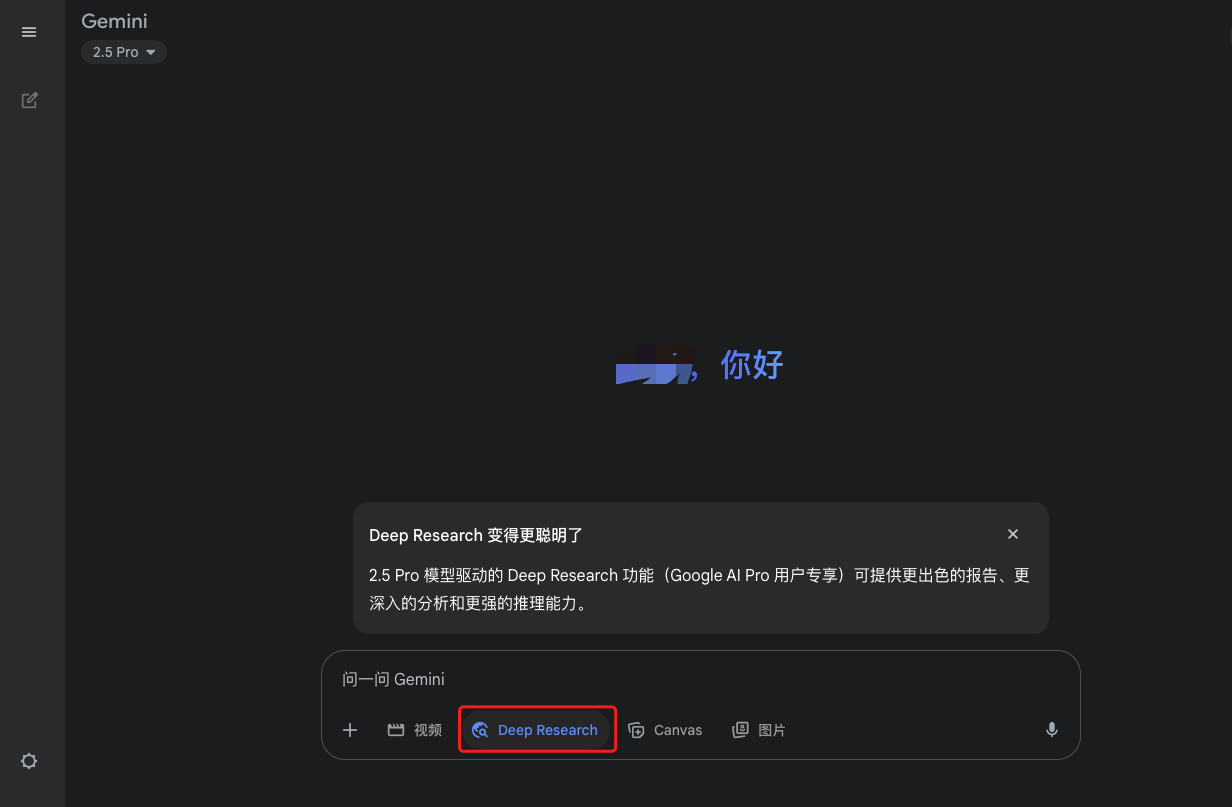 Gemini
2.5 Pro
，你好
Deep Research 变得更聪明了
2.5 Pro 模型驱动的 Deep Research 功能（Google AI Pro 用户专享）可提供更出色的报告、更
深入的分析和更强的推理能力。
问一问 Gemini
视频 Deep Research Canvas 图片